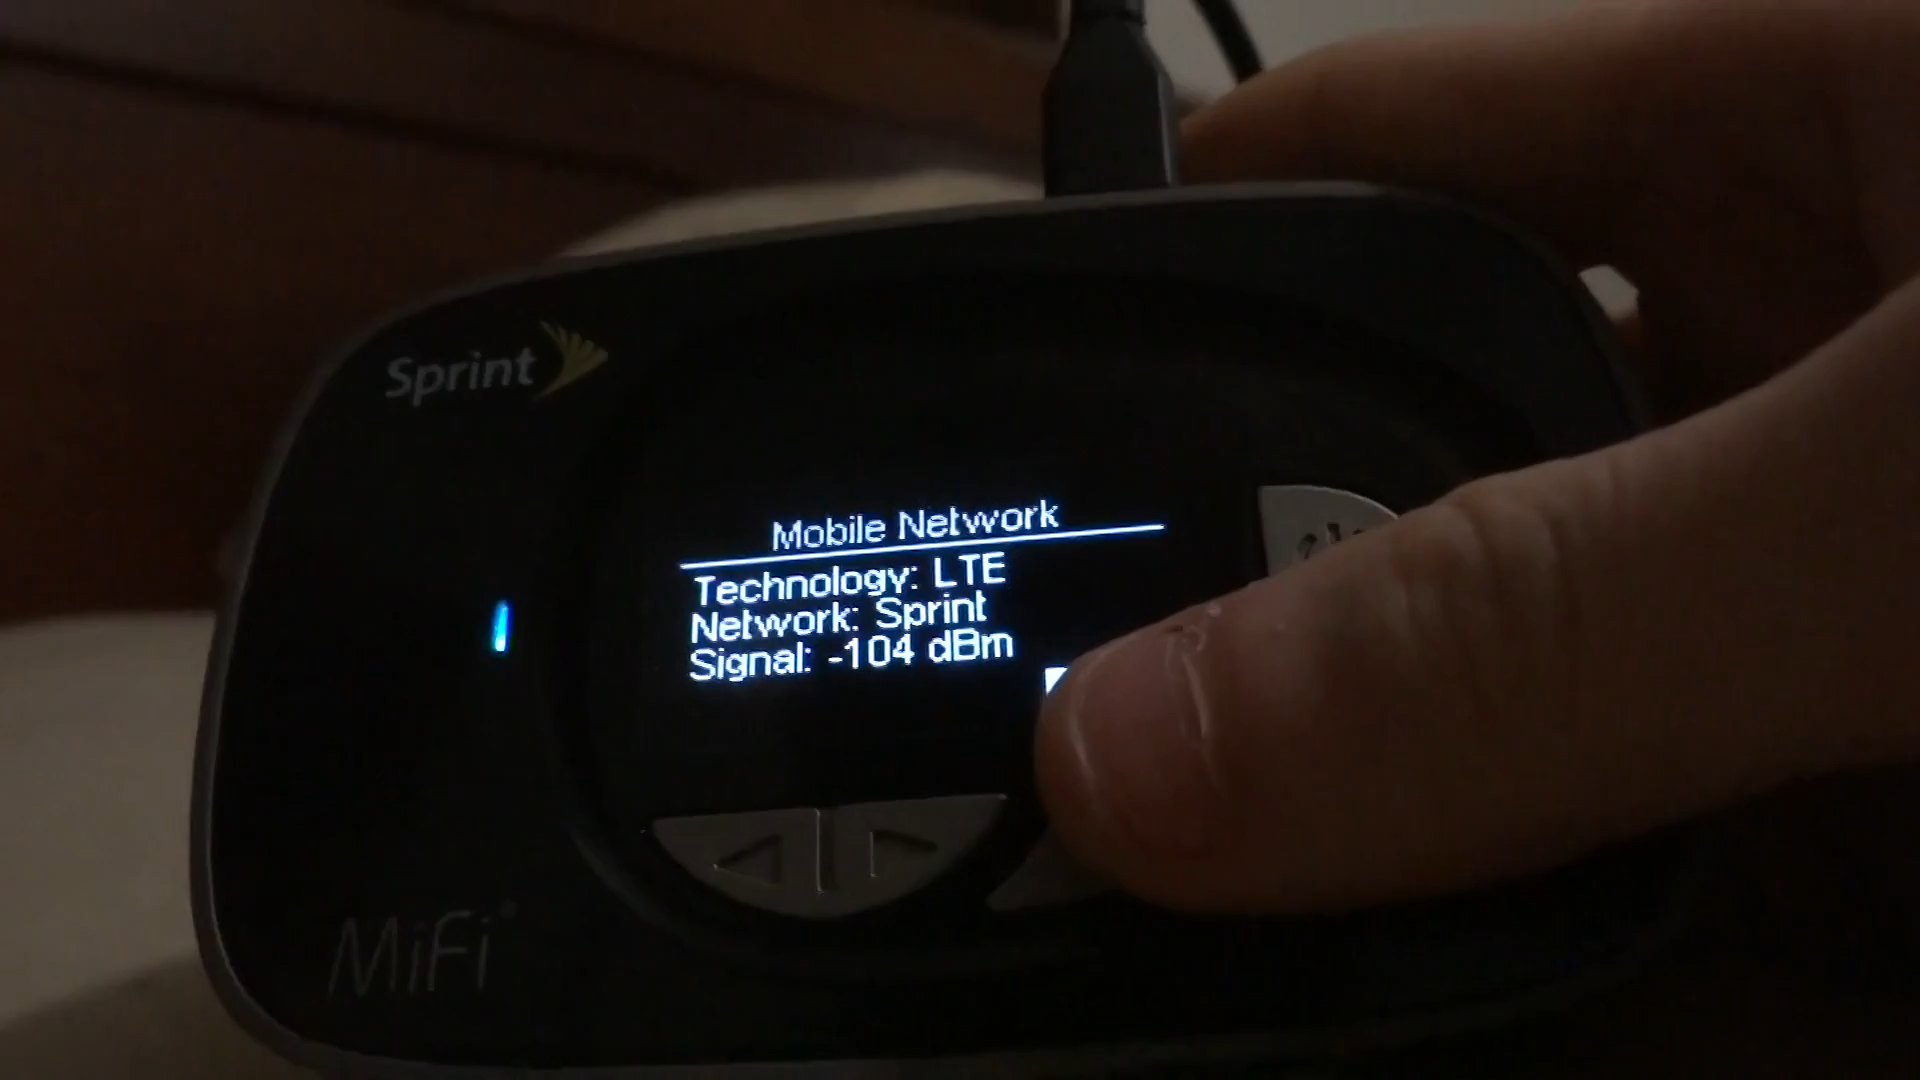 Sprint
Mobile Network
Technology: LTE
Network: Sprint
Signal: -104 dBm
MiFi®